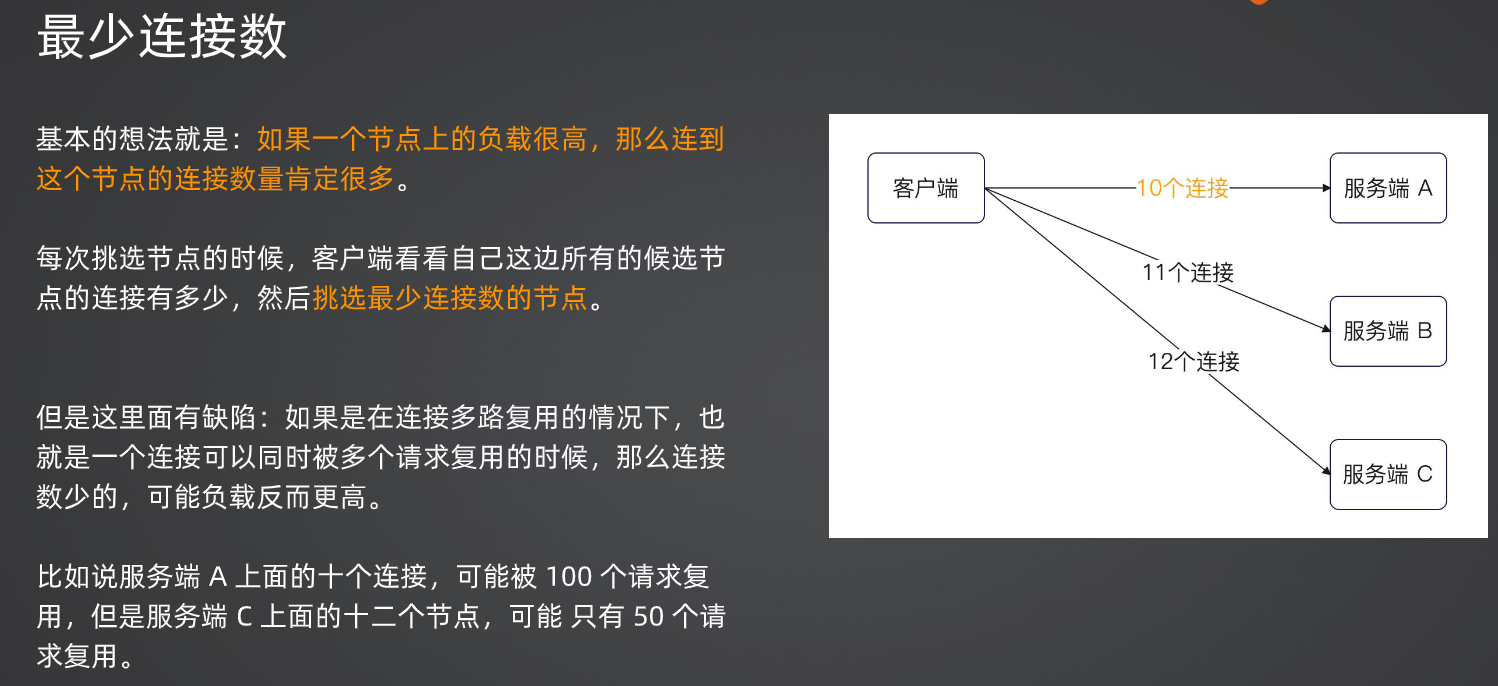 最少连接数
基本的想法就是：如果一个节点上的负载很高，那么连到
这个节点的连接数量肯定很多。
每次挑选节点的时候，客户端看看自己这边所有的候选节
点的连接有多少，然后挑选最少连接数的节点。
但是这里面有缺陷：如果是在连接多路复用的情况下，也
就是一个连接可以同时被多个请求复用的时候，那么连接
数少的，可能负载反而更高。
比如说服务端 A 上面的十个连接，可能被 100 个请求复
用，但是服务端 C 上面的十二个节点，可能 只有 50 个请
求复用。
客户端
10个连接
服务端 A
11个连接
服务端 B
12个连接
服务端 C